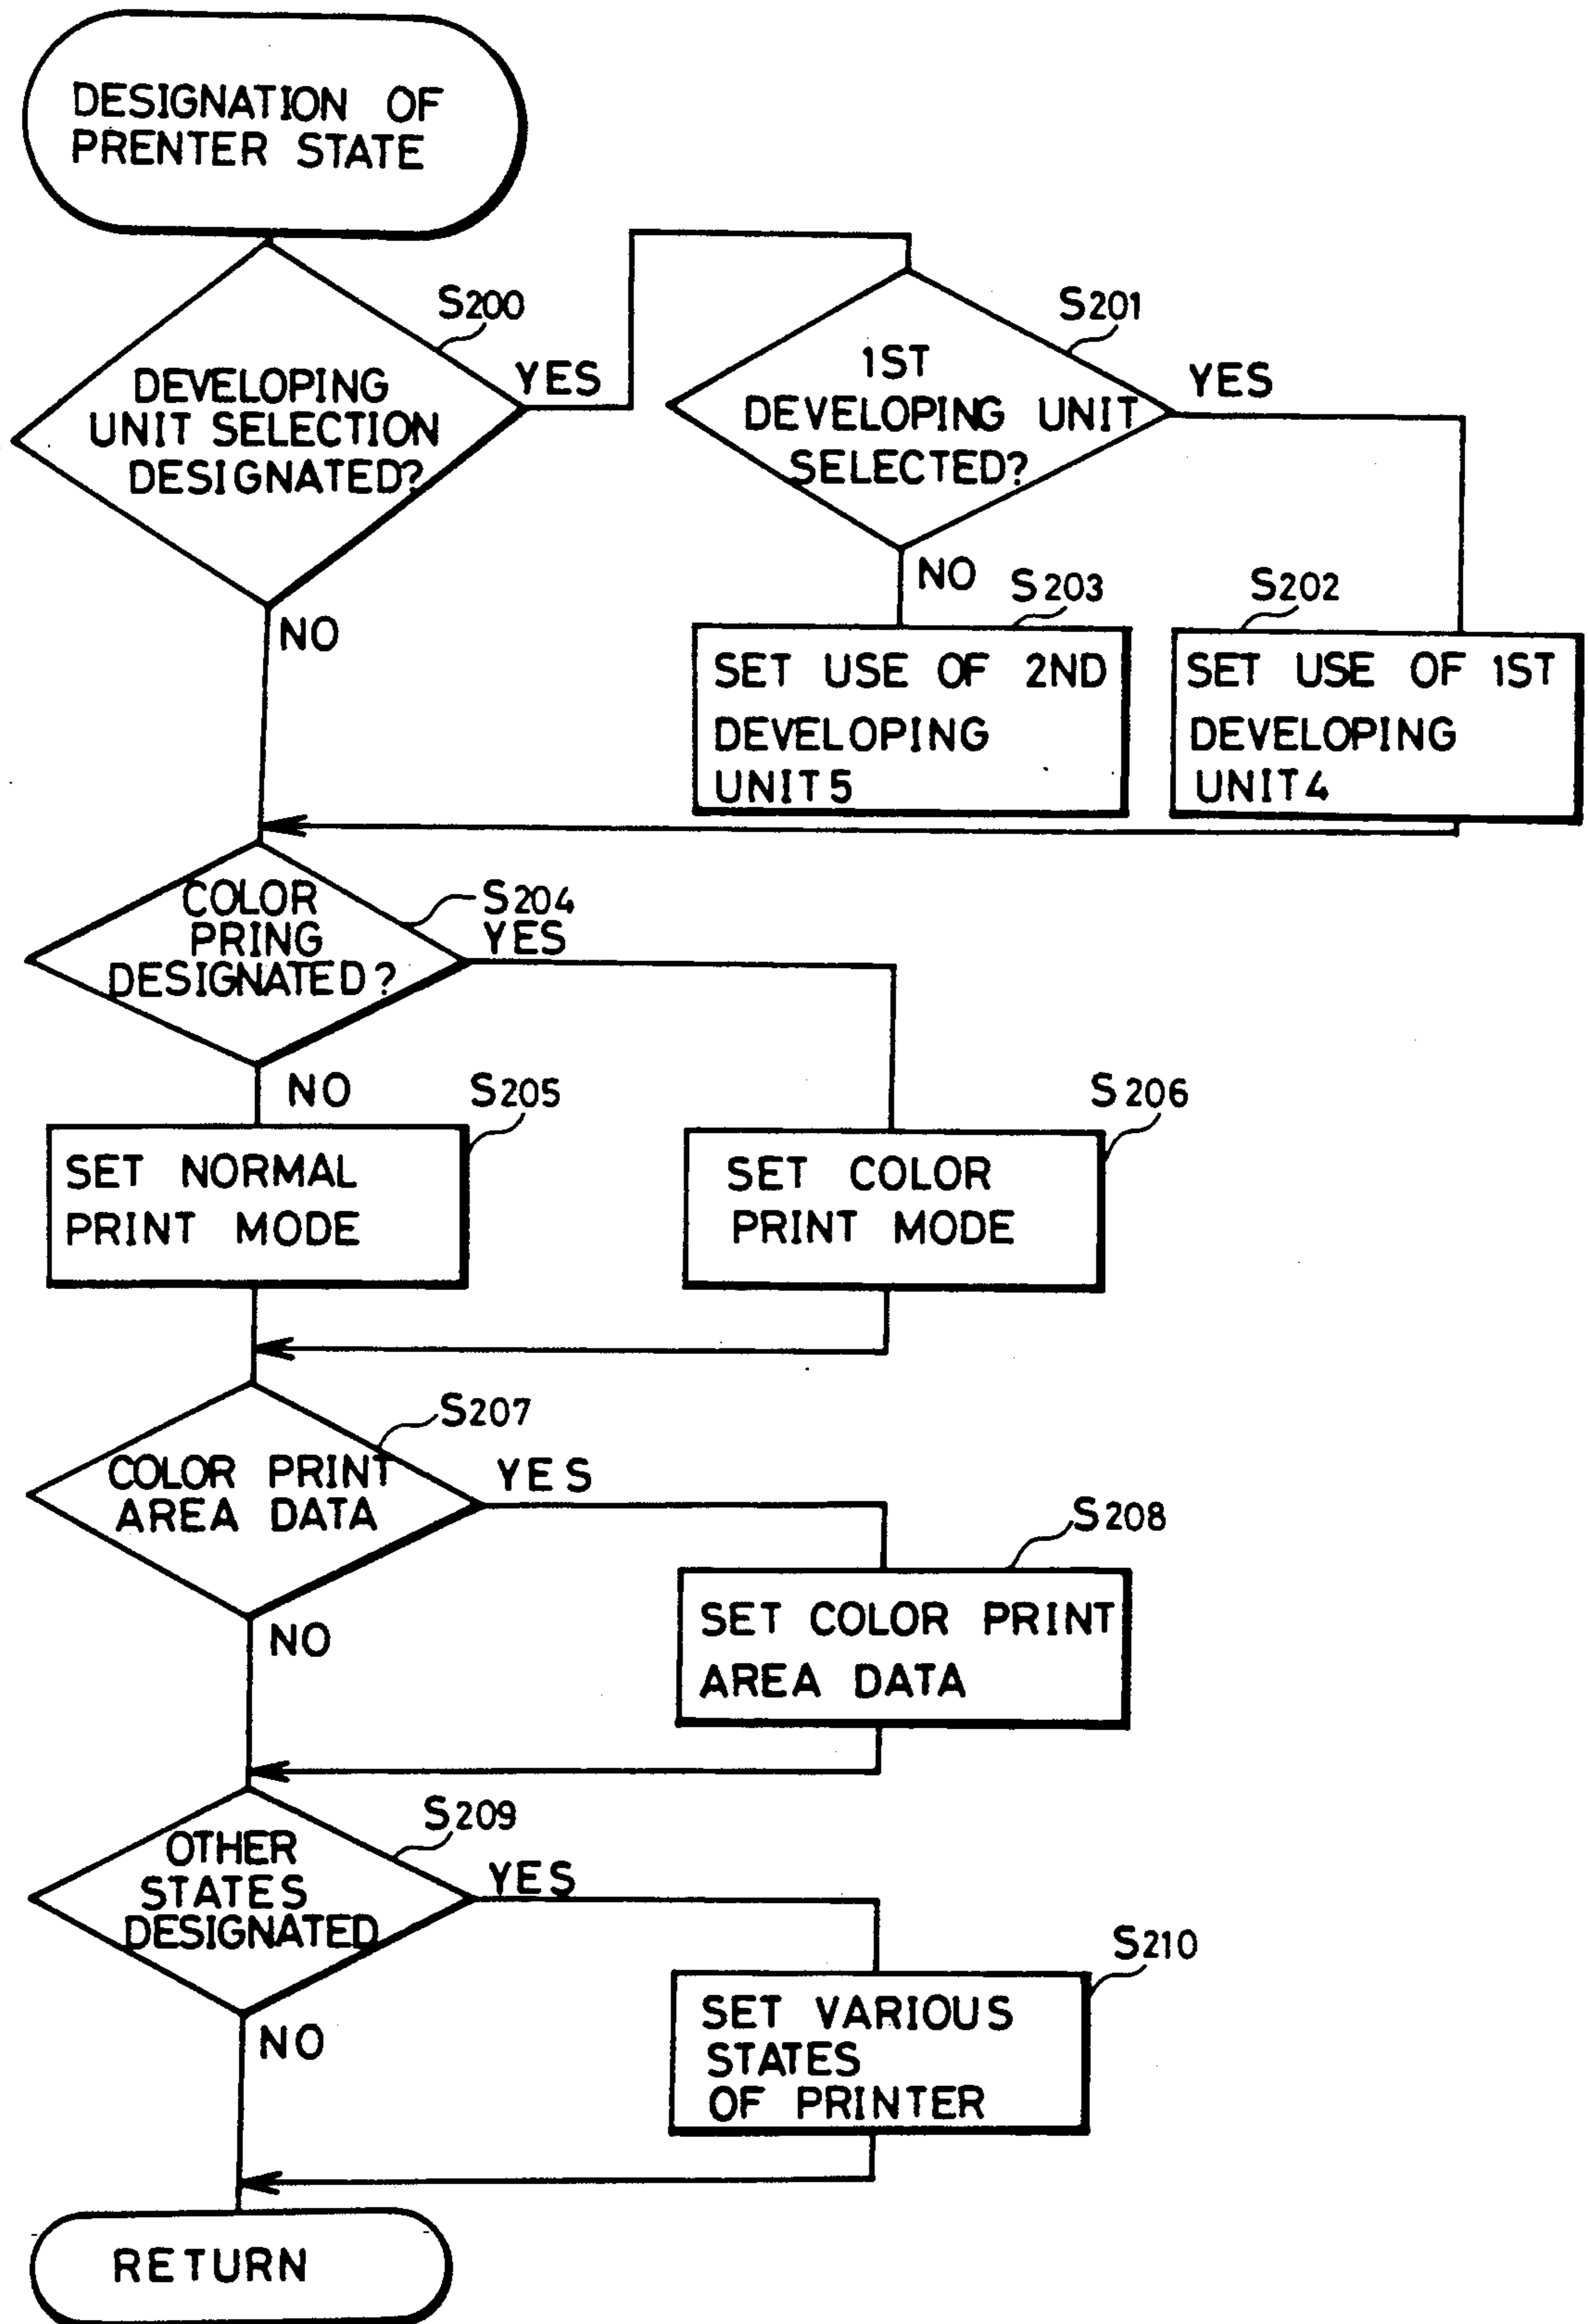 DESIGNATION OF
PRENTER STATE
S200
DEVELOPING
UNIT SELECTION
DESIGNATED?
YES
NO
S201
1ST
DEVELOPING UNIT
SELECTED?
YES
NO
S203
SET USE OF 2ND
DEVELOPING
UNIT5
S202
SET USE OF 1ST
DEVELOPING
UNIT4
S204
COLOR
PRING
DESIGNATED?
YES
NO
S205
SET NORMAL
PRINT MODE
S206
SET COLOR
PRINT MODE
S207
COLOR PRINT
AREA DATA
YES
NO
S208
SET COLOR PRINT
AREA DATA
S209
OTHER
STATES
DESIGNATED
YES
NO
S210
SET VARIOUS
STATES
OF PRINTER
RETURN